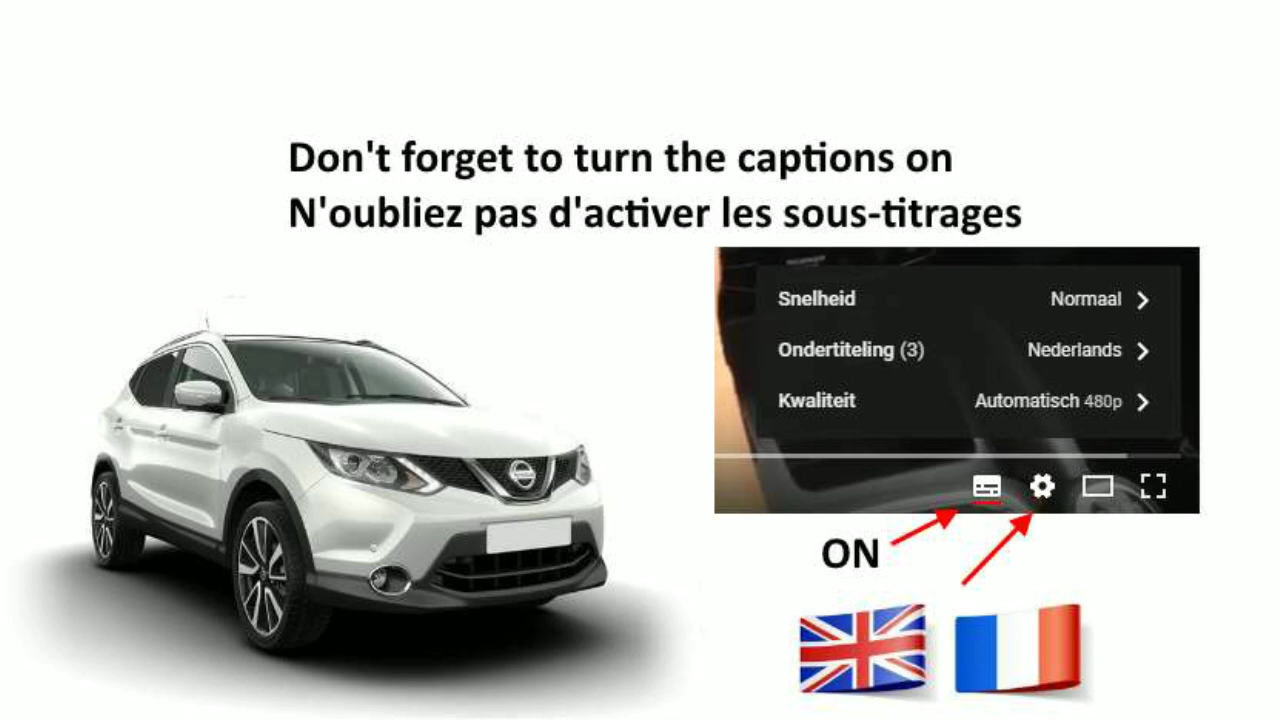 Don't forget to turn the captions on
N'oubliez pas d'activer les sous-titrages
Snelheid Normaal
Ondertiteling (3) Nederlands
Kwaliteit Automatisch 480p
ON